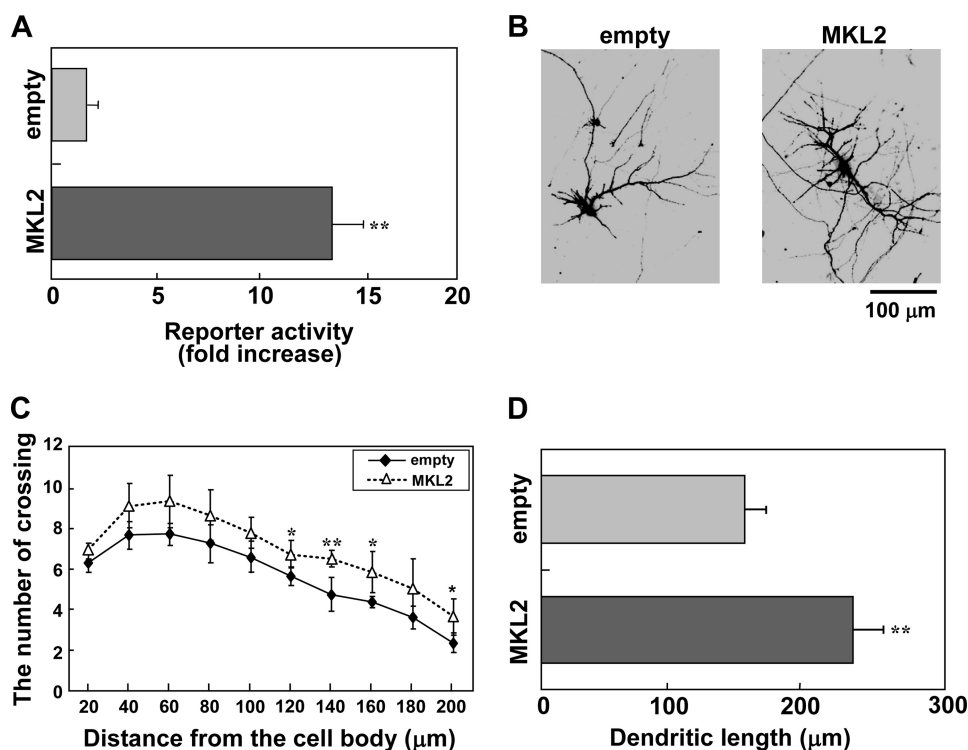 A
empty
MKL2
**
0 5 10 15 20
Reporter activity
(fold increase)
B
empty MKL2
100 μm
C
The number of crossing
12
10
8
6
4
2
0
empty
MKL2
* ** * *
20 40 60 80 100 120 140 160 180 200
Distance from the cell body (μm)
D
empty
MKL2
**
0 100 200 300
Dendritic length (μm)